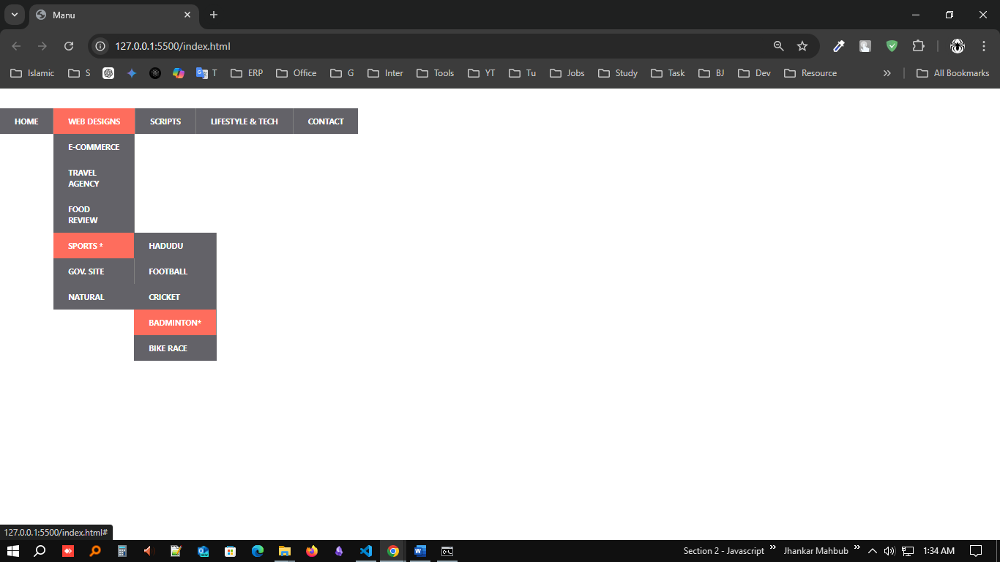 Manu
127.0.0.1:5500/index.html
Islamic S T ERP Office G Inter Tools YT Tu Jobs Study Task BJ Dev Resource » All Bookmarks
HOME WEB DESIGNS SCRIPTS LIFESTYLE & TECH CONTACT
E-COMMERCE
TRAVEL
AGENCY
FOOD
REVIEW
SPORTS * HADUDU
GOV. SITE FOOTBALL
NATURAL CRICKET
BADMINTON*
BIKE RACE
127.0.0.1:5500/index.html#
Section 2 - Javascript » Jhankar Mahbub » 1:34 AM